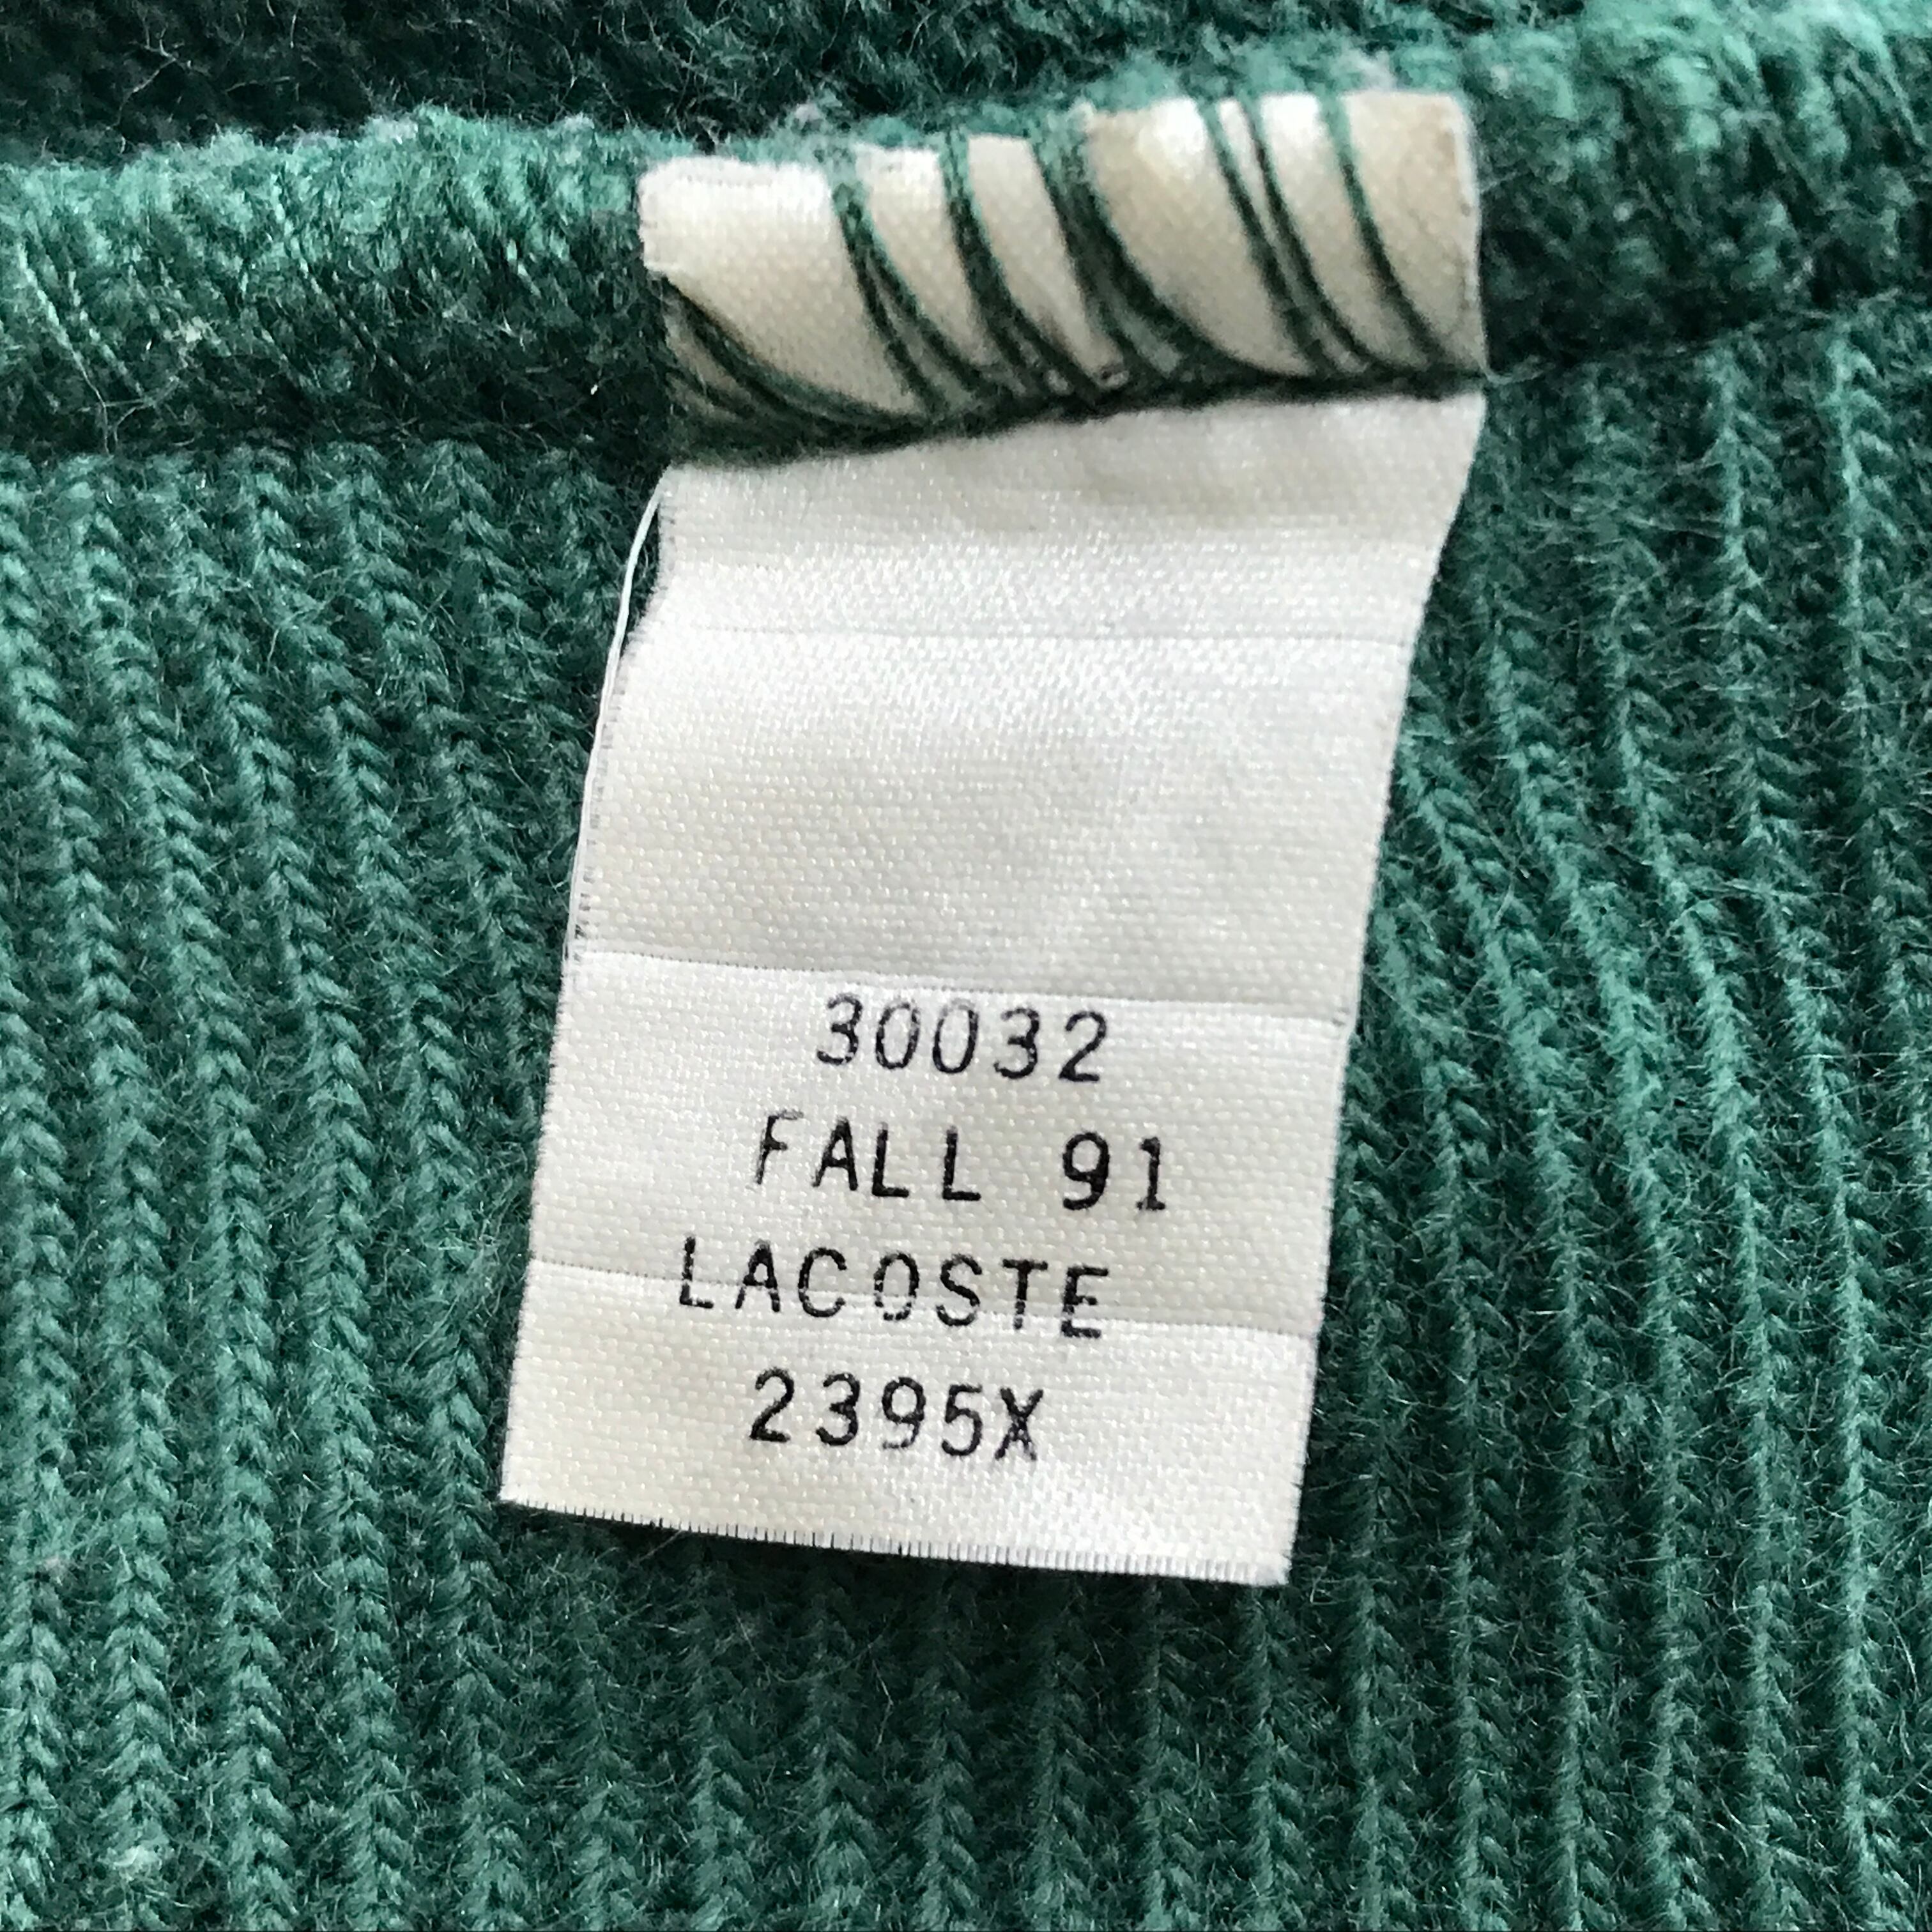 30032
FALL 91
LACOSTE
2395X